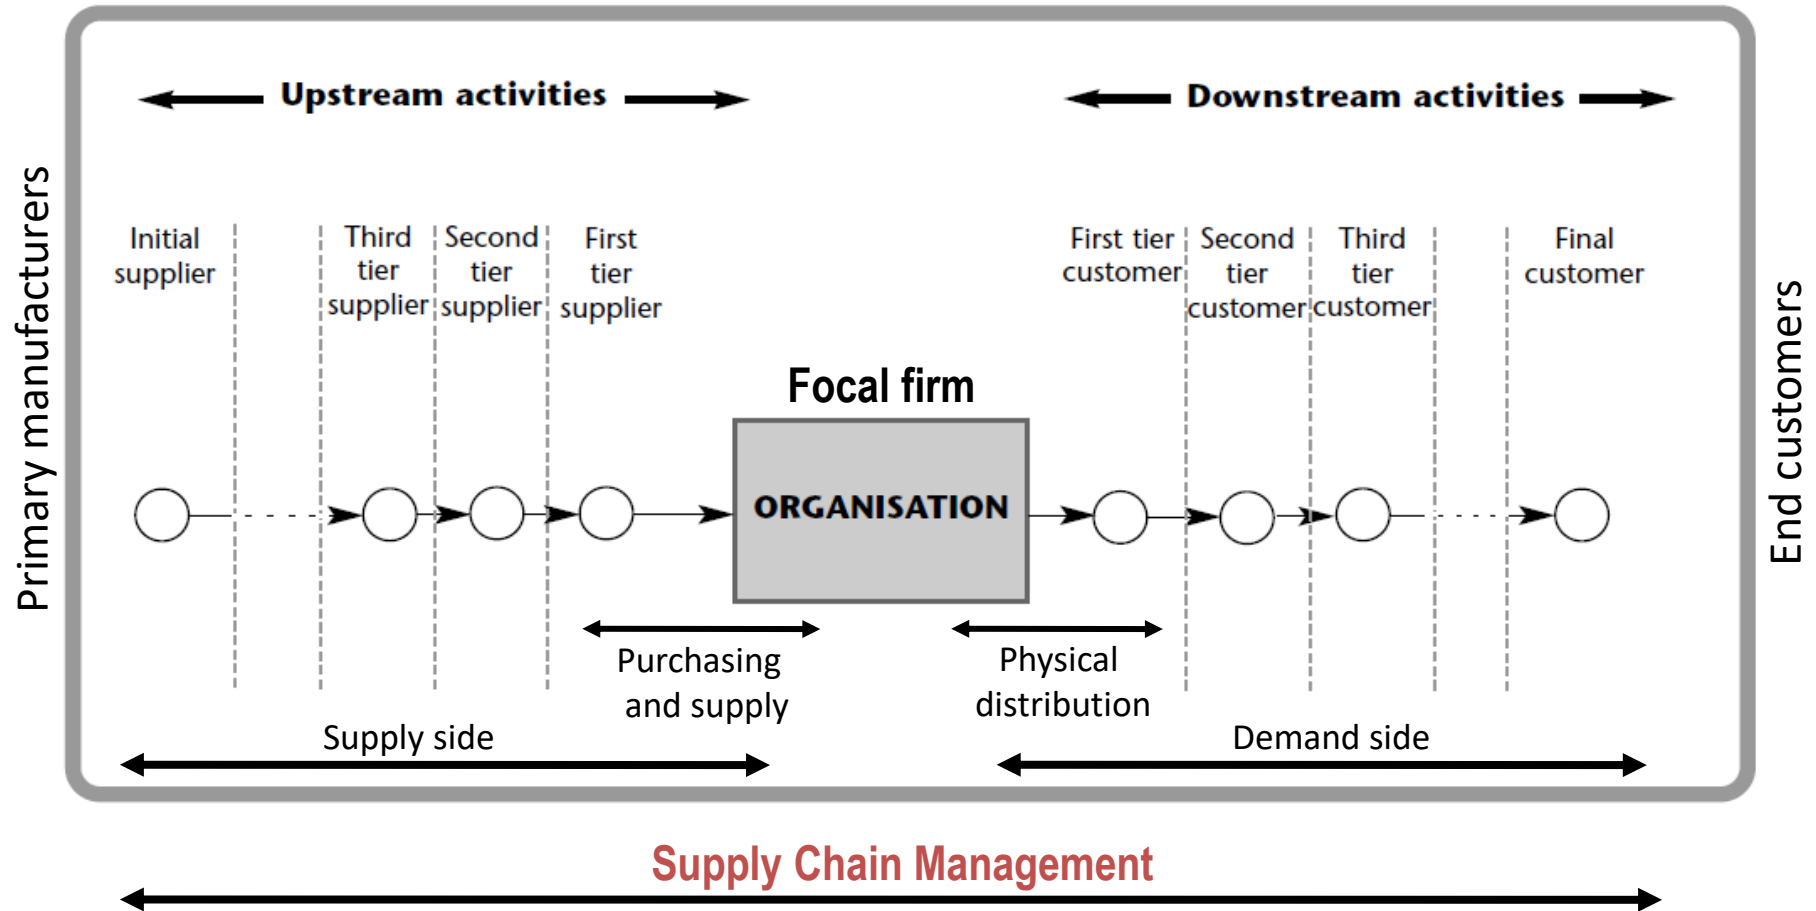 Upstream activities
Downstream activities
Primary manufacturers
Initial
supplier
Third
tier
supplier
Second
tier
supplier
First
tier
supplier
First tier
customer
Second
tier
customer
Third
tier
customer
Final
customer
End customers
Focal firm
ORGANISATION
Purchasing
and supply
Physical
distribution
Supply side
Demand side
Supply Chain Management